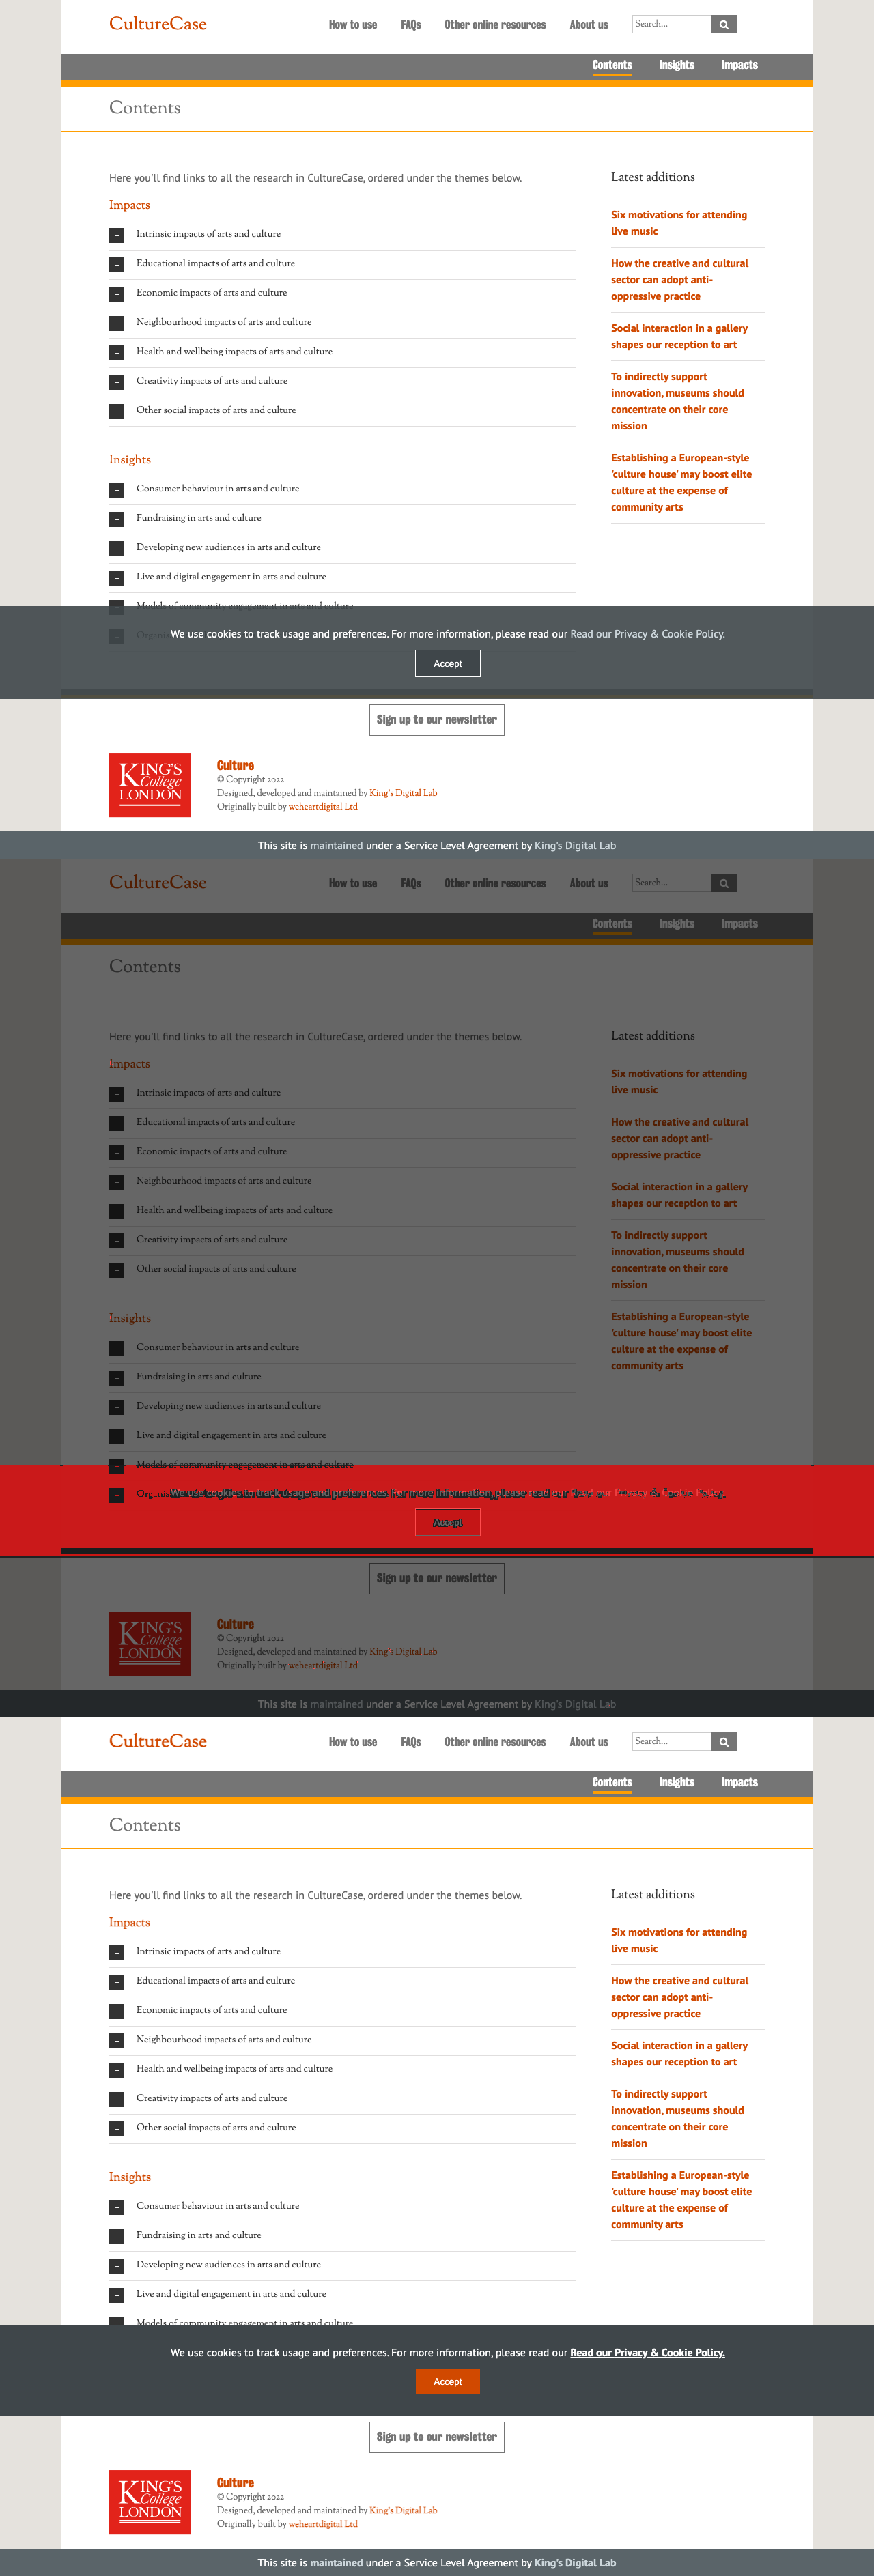 CultureCase
How to use FAQs Other online resources About us Search...
Contents Insights Impacts
Contents
Here you'll find links to all the research in CultureCase, ordered under the themes below.
Impacts
+ Intrinsic impacts of arts and culture
+ Educational impacts of arts and culture
+ Economic impacts of arts and culture
+ Neighbourhood impacts of arts and culture
+ Health and wellbeing impacts of arts and culture
+ Creativity impacts of arts and culture
+ Other social impacts of arts and culture
Insights
+ Consumer behaviour in arts and culture
+ Fundraising in arts and culture
+ Developing new audiences in arts and culture
+ Live and digital engagement in arts and culture
+ Models of community engagement in arts and culture
Latest additions
Six motivations for attending
live music
How the creative and cultural
sector can adopt anti-
oppressive practice
Social interaction in a gallery
shapes our reception to art
To indirectly support
innovation, museums should
concentrate on their core
mission
Establishing a European-style
'culture house' may boost elite
culture at the expense of
community arts
We use cookies to track usage and preferences. For more information, please read our Read our Privacy & Cookie Policy.
Accept
Sign up to our newsletter
KING'S
College
LONDON
Culture
© Copyright 2022
Designed, developed and maintained by King's Digital Lab
Originally built by weheartdigital Ltd
This site is maintained under a Service Level Agreement by King's Digital Lab
CultureCase
How to use FAQs Other online resources About us Search...
Contents Insights Impacts
Contents
Here you'll find links to all the research in CultureCase, ordered under the themes below.
Impacts
+ Intrinsic impacts of arts and culture
+ Educational impacts of arts and culture
+ Economic impacts of arts and culture
+ Neighbourhood impacts of arts and culture
+ Health and wellbeing impacts of arts and culture
+ Creativity impacts of arts and culture
+ Other social impacts of arts and culture
Insights
+ Consumer behaviour in arts and culture
+ Fundraising in arts and culture
+ Developing new audiences in arts and culture
+ Live and digital engagement in arts and culture
+ Models of community engagement in arts and culture
Latest additions
Six motivations for attending
live music
How the creative and cultural
sector can adopt anti-
oppressive practice
Social interaction in a gallery
shapes our reception to art
To indirectly support
innovation, museums should
concentrate on their core
mission
Establishing a European-style
'culture house' may boost elite
culture at the expense of
community arts
We use cookies to track usage and preferences. For more information, please read our
Accept
Sign up to our newsletter
KING'S
College
LONDON
Culture
© Copyright 2022
Designed, developed and maintained by King's Digital Lab
Originally built by weheartdigital Ltd
This site is maintained under a Service Level Agreement by King's Digital Lab
CultureCase
How to use FAQs Other online resources About us Search...
Contents Insights Impacts
Contents
Here you'll find links to all the research in CultureCase, ordered under the themes below.
Impacts
+ Intrinsic impacts of arts and culture
+ Educational impacts of arts and culture
+ Economic impacts of arts and culture
+ Neighbourhood impacts of arts and culture
+ Health and wellbeing impacts of arts and culture
+ Creativity impacts of arts and culture
+ Other social impacts of arts and culture
Insights
+ Consumer behaviour in arts and culture
+ Fundraising in arts and culture
+ Developing new audiences in arts and culture
+ Live and digital engagement in arts and culture
+ Models of community engagement in arts and culture
Latest additions
Six motivations for attending
live music
How the creative and cultural
sector can adopt anti-
oppressive practice
Social interaction in a gallery
shapes our reception to art
To indirectly support
innovation, museums should
concentrate on their core
mission
Establishing a European-style
'culture house' may boost elite
culture at the expense of
community arts
We use cookies to track usage and preferences. For more information, please read our Read our Privacy & Cookie Policy.
Accept
Sign up to our newsletter
KING'S
College
LONDON
Culture
© Copyright 2022
Designed, developed and maintained by King's Digital Lab
Originally built by weheartdigital Ltd
This site is maintained under a Service Level Agreement by King's Digital Lab